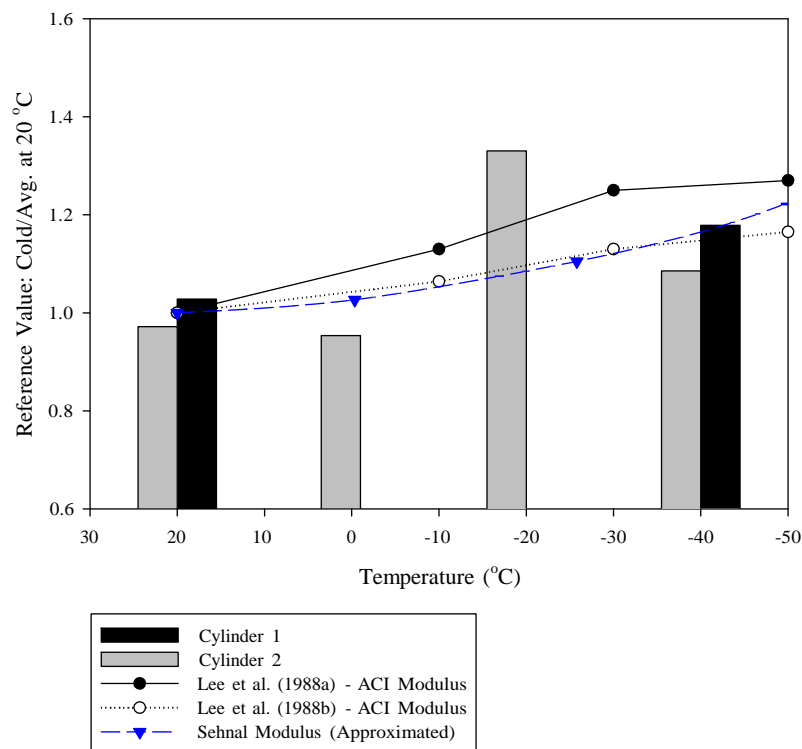 Reference Value: Cold/Avg. at 20 °C
1.6
1.4
1.2
1.0
0.8
0.6
30 20 10 0 -10 -20 -30 -40 -50
Temperature (°C)
Cylinder 1
Cylinder 2
Lee et al. (1988a) - ACI Modulus
Lee et al. (1988b) - ACI Modulus
Sehnal Modulus (Approximated)